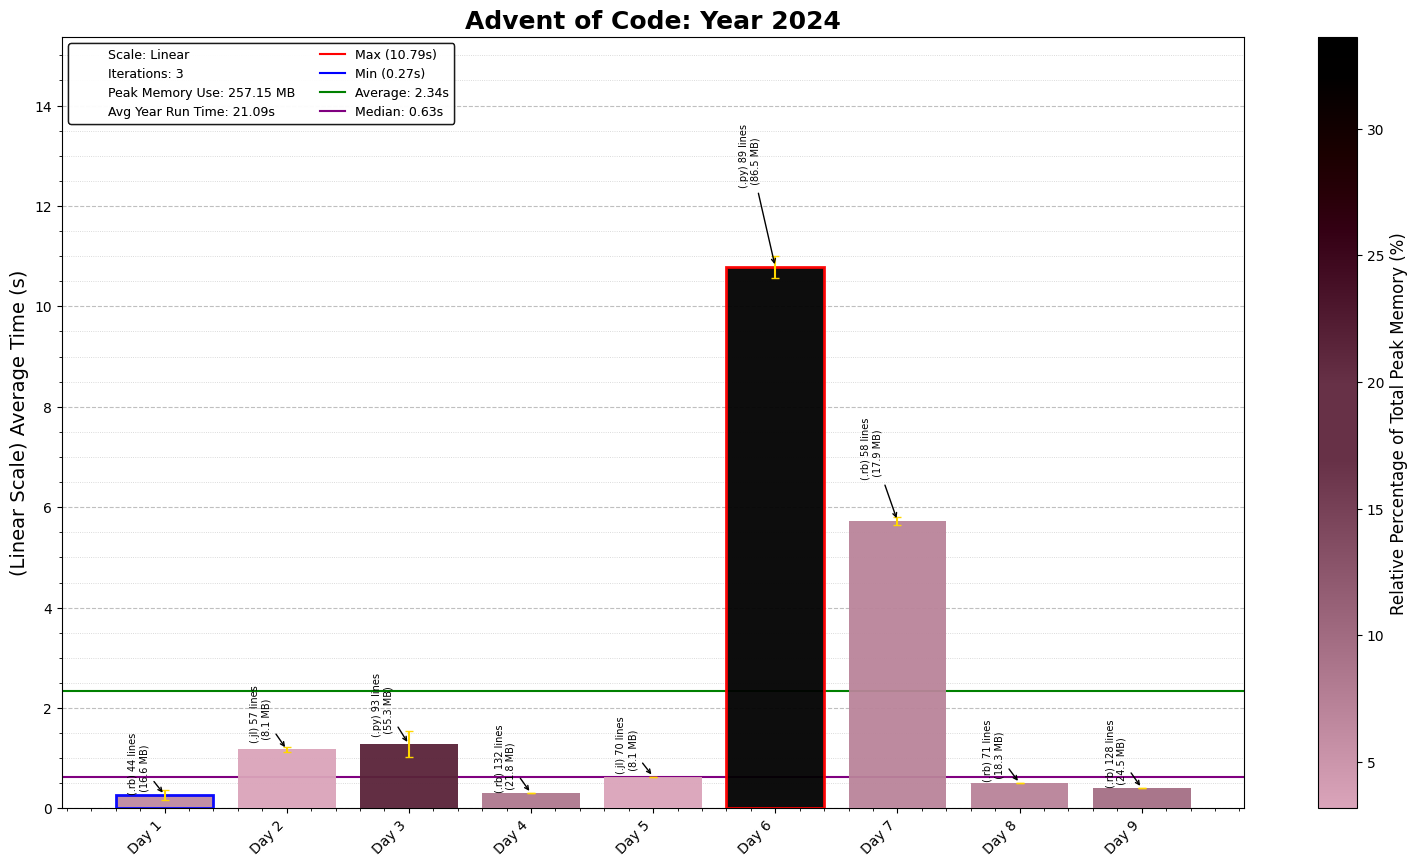 Advent of Code: Year 2024
Scale: Linear
Iterations: 3
Peak Memory Use: 257.15 MB
Avg Year Run Time: 21.09s
Max (10.79s)
Min (0.27s)
Average: 2.34s
Median: 0.63s
(Linear Scale) Average Time (s)
14
12
10
8
6
4
2
0
(.rb) 44 lines
(16.6 MB)
(.jl) 57 lines
(8.1 MB)
(.py) 93 lines
(55.3 MB)
(.rb) 132 lines
(21.8 MB)
(.jl) 70 lines
(8.1 MB)
(.py) 89 lines
(86.5 MB)
(.rb) 58 lines
(17.9 MB)
(.rb) 71 lines
(18.3 MB)
(.rb) 128 lines
(24.5 MB)
Day 1
Day 2
Day 3
Day 4
Day 5
Day 6
Day 7
Day 8
Day 9
30
25
20
15
10
5
Relative Percentage of Total Peak Memory (%)